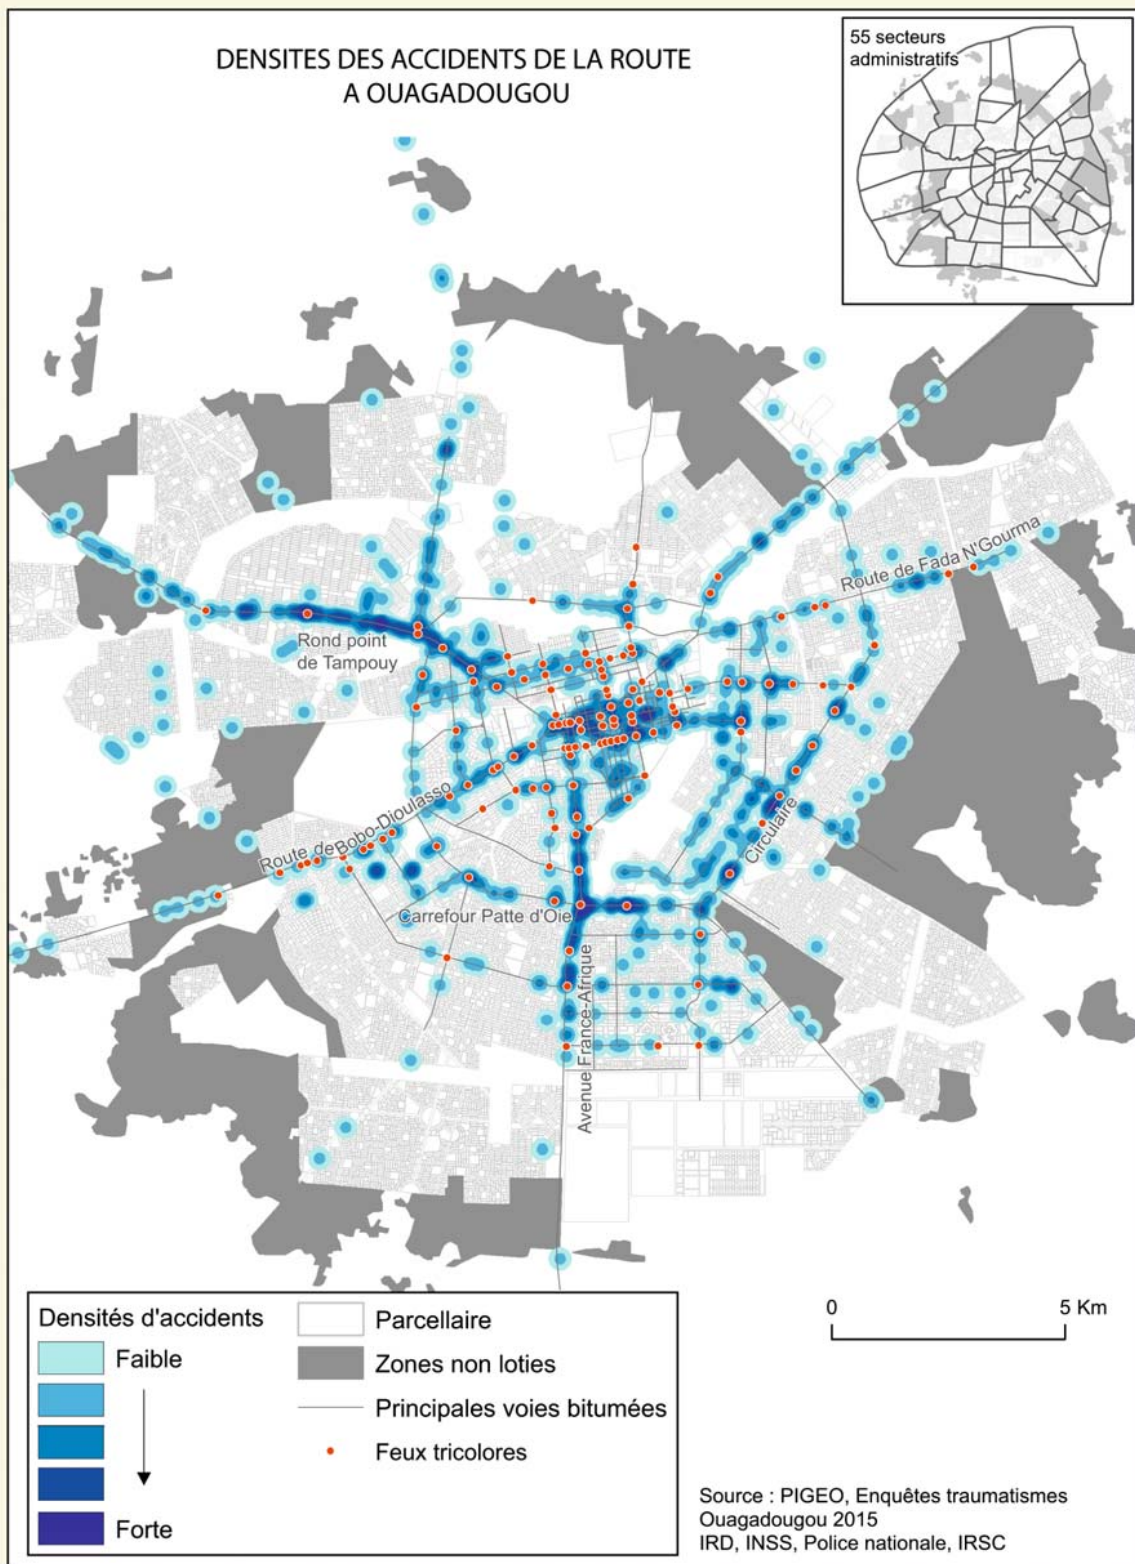 DENSITES DES ACCIDENTS DE LA ROUTE
A OUAGADOUGOU
55 secteurs
administratifs
Route de Fada N'Gourma
Rond point
de Tampouy
Route de Bobo-Dioulasso
Circulaire
Carrefour Patte d'Oie
Avenue France-Afrique
Densités d'accidents
Faible
Forte
Parcellaire
Zones non loties
Principales voies bitumées
Feux tricolores
0
5 Km
Source : PIGEO, Enquêtes traumatismes
Ouagadougou 2015
IRD, INSS, Police nationale, IRSC